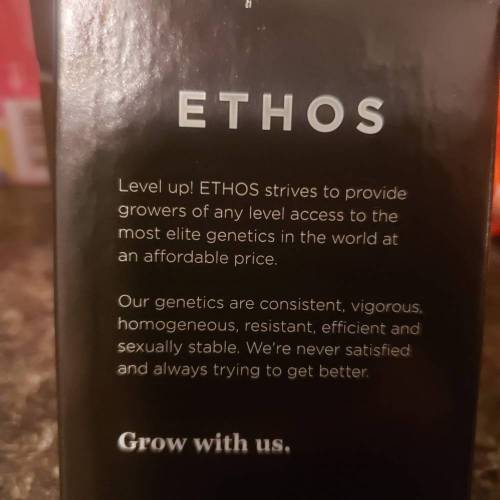 ETHOS
Level up! ETHOS strives to provide
growers of any level access to the
most elite genetics in the world at
an affordable price.
Our genetics are consistent, vigorous,
homogeneous, resistant, efficient and
sexually stable. We're never satisfied
and always trying to get better.
Grow with us.